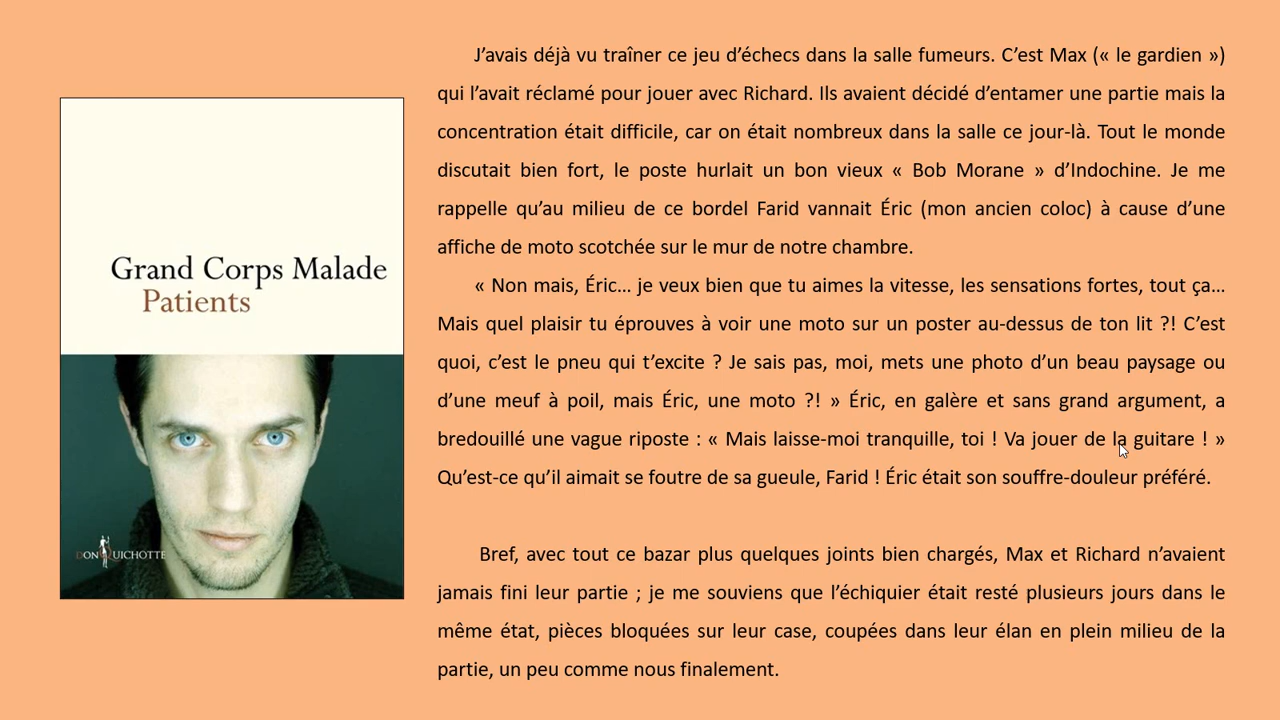 Grand Corps Malade
Patients
DON QUICHOTTE
J’avais déjà vu traîner ce jeu d’échecs dans la salle fumeurs. C’est Max (« le gardien »)
qui l’avait réclamé pour jouer avec Richard. Ils avaient décidé d’entamer une partie mais la
concentration était difficile, car on était nombreux dans la salle ce jour-là. Tout le monde
discutait bien fort, le poste hurlait un bon vieux « Bob Morane » d’Indochine. Je me
rappelle qu’au milieu de ce bordel Farid vannait Éric (mon ancien coloc) à cause d’une
affiche de moto scotchée sur le mur de notre chambre.
« Non mais, Éric… je veux bien que tu aimes la vitesse, les sensations fortes, tout ça…
Mais quel plaisir tu éprouves à voir une moto sur un poster au-dessus de ton lit ?! C’est
quoi, c’est le pneu qui t’excite ? Je sais pas, moi, mets une photo d’un beau paysage ou
d’une meuf à poil, mais Éric, une moto ?! » Éric, en galère et sans grand argument, a
bredouillé une vague riposte : « Mais laisse-moi tranquille, toi ! Va jouer de la guitare ! »
Qu’est-ce qu’il aimait se foutre de sa gueule, Farid ! Éric était son souffre-douleur préféré.
Bref, avec tout ce bazar plus quelques joints bien chargés, Max et Richard n’avaient
jamais fini leur partie ; je me souviens que l’échiquier était resté plusieurs jours dans le
même état, pièces bloquées sur leur case, coupées dans leur élan en plein milieu de la
partie, un peu comme nous finalement.